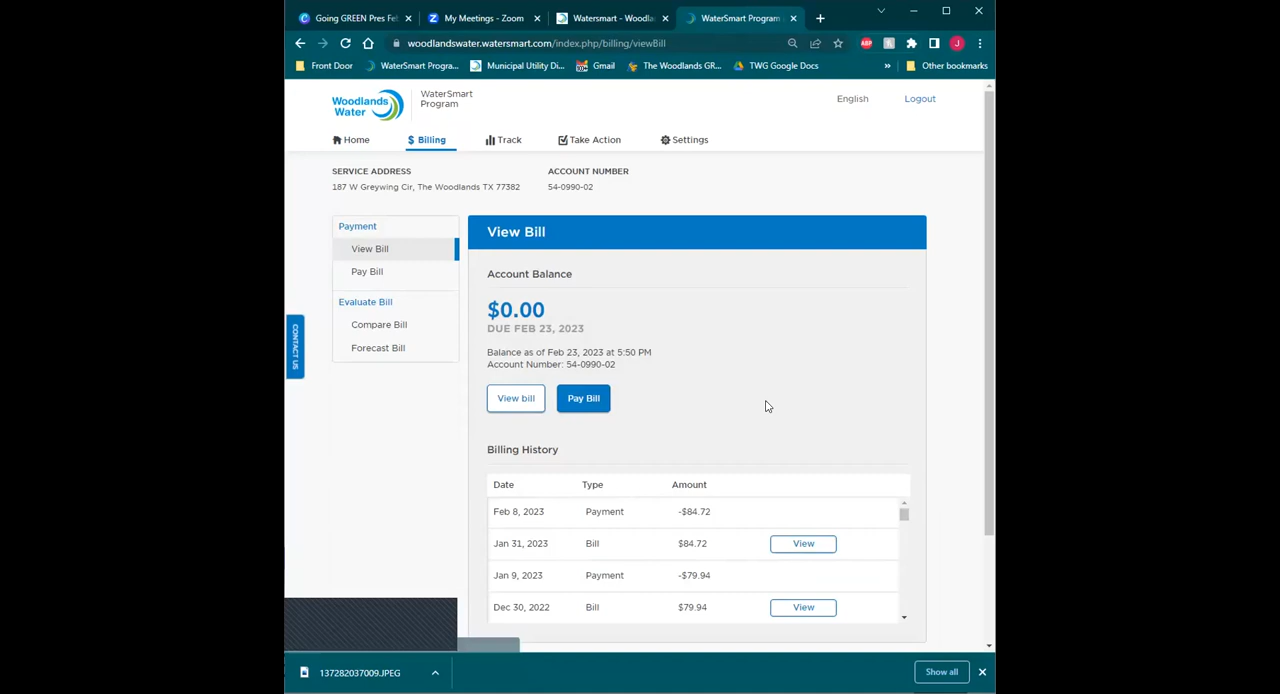 Going GREEN Pres Fe
My Meetings - Zoom
Watersmart - Woodla
WaterSmart Program
woodlandswater.watersmart.com/index.php/billing/viewBill
ABP
J
Front Door
WaterSmart Progra...
Municipal Utility Di...
Gmail
The Woodlands GR...
TWG Google Docs
»
Other bookmarks
Woodlands
Water
WaterSmart
Program
English
Logout
Home
$ Billing
Track
Take Action
Settings
SERVICE ADDRESS
187 W Greywing Cir, The Woodlands TX 77382
ACCOUNT NUMBER
54-0990-02
Payment
View Bill
Pay Bill
Evaluate Bill
Compare Bill
Forecast Bill
CONTACT US
View Bill
Account Balance
$0.00
DUE FEB 23, 2023
Balance as of Feb 23, 2023 at 5:50 PM
Account Number: 54-0990-02
View bill
Pay Bill
Billing History
Date Type Amount
Feb 8, 2023 Payment -$84.72
Jan 31, 2023 Bill $84.72 View
Jan 9, 2023 Payment -$79.94
Dec 30, 2022 Bill $79.94 View
137282037009.JPEG
Show all